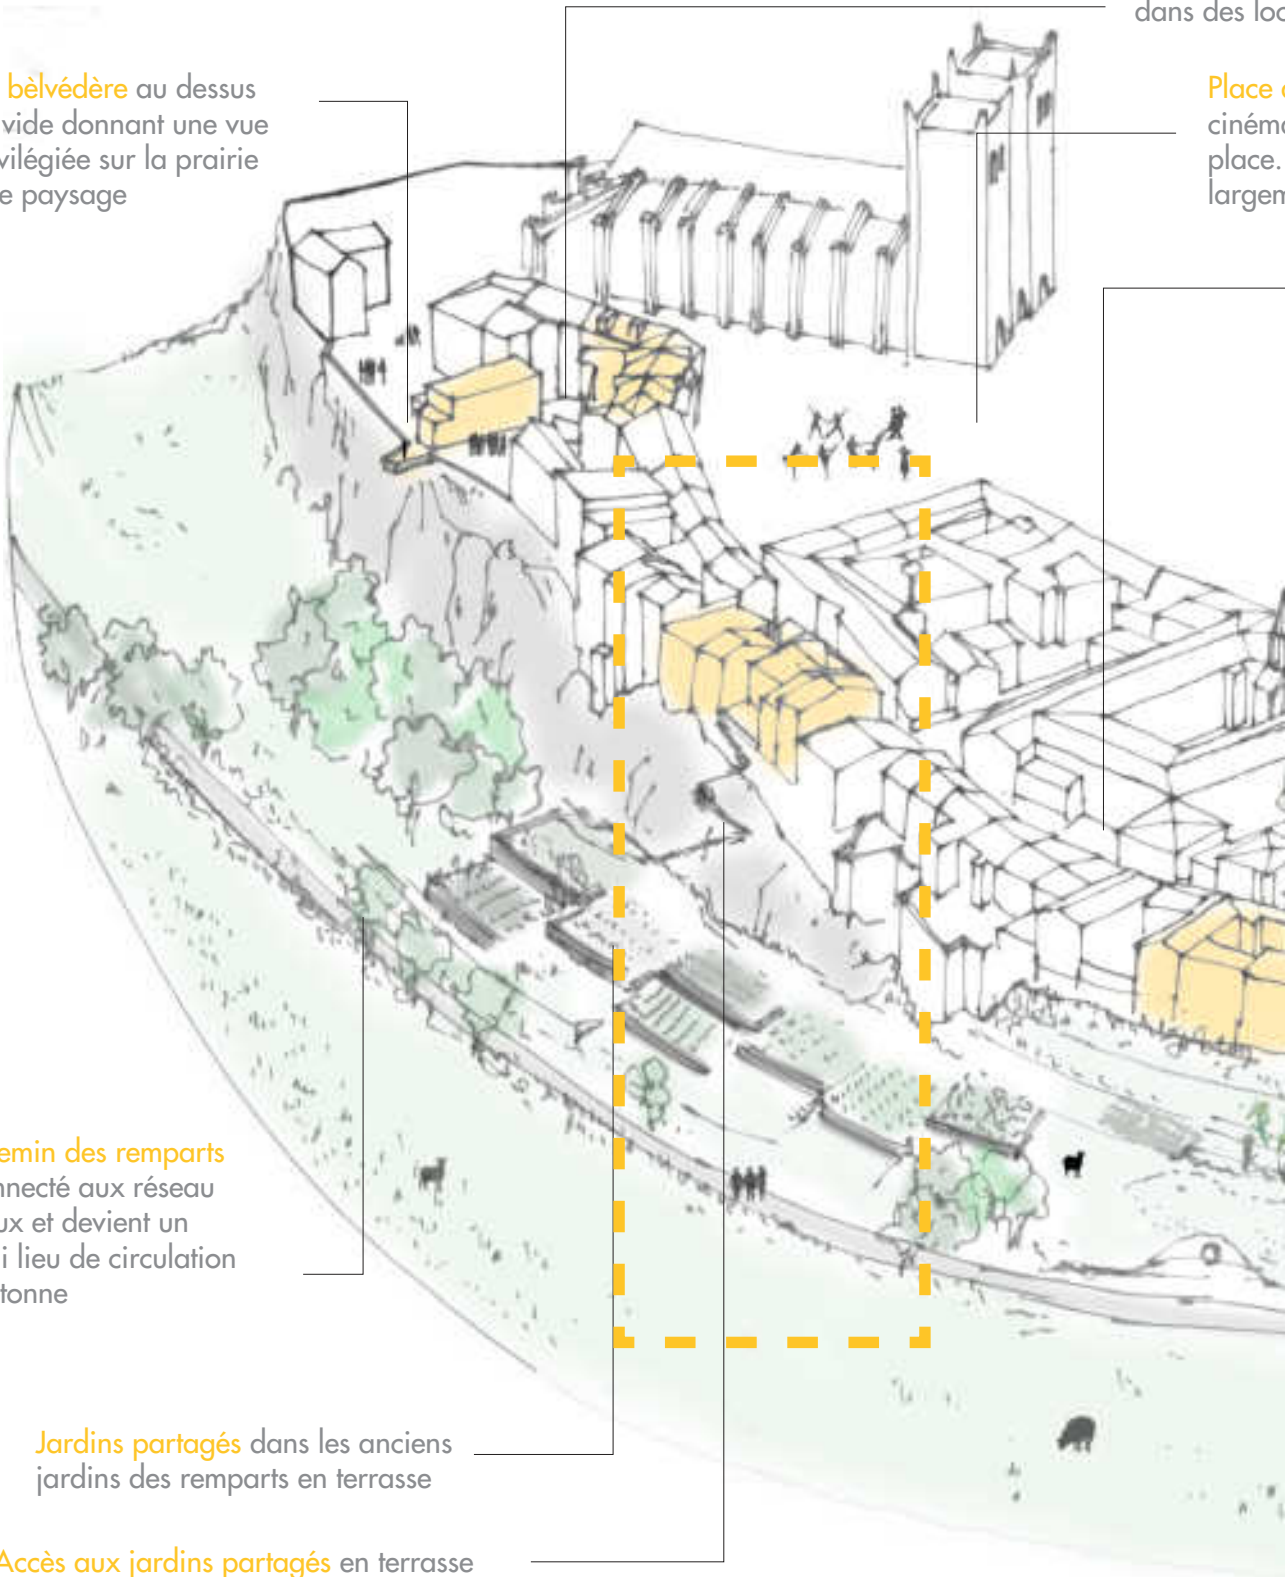 dans des loc
bèlvédère au dessus
vide donnant une vue
vilégiée sur la prairie
e paysage
Place
cinéma
place.
largem
emin des remparts
nnecté aux réseau
ux et devient un
i lieu de circulation
tonne
Jardins partagés dans les anciens
jardins des remparts en terrasse
Accès aux jardins partagés en terrasse